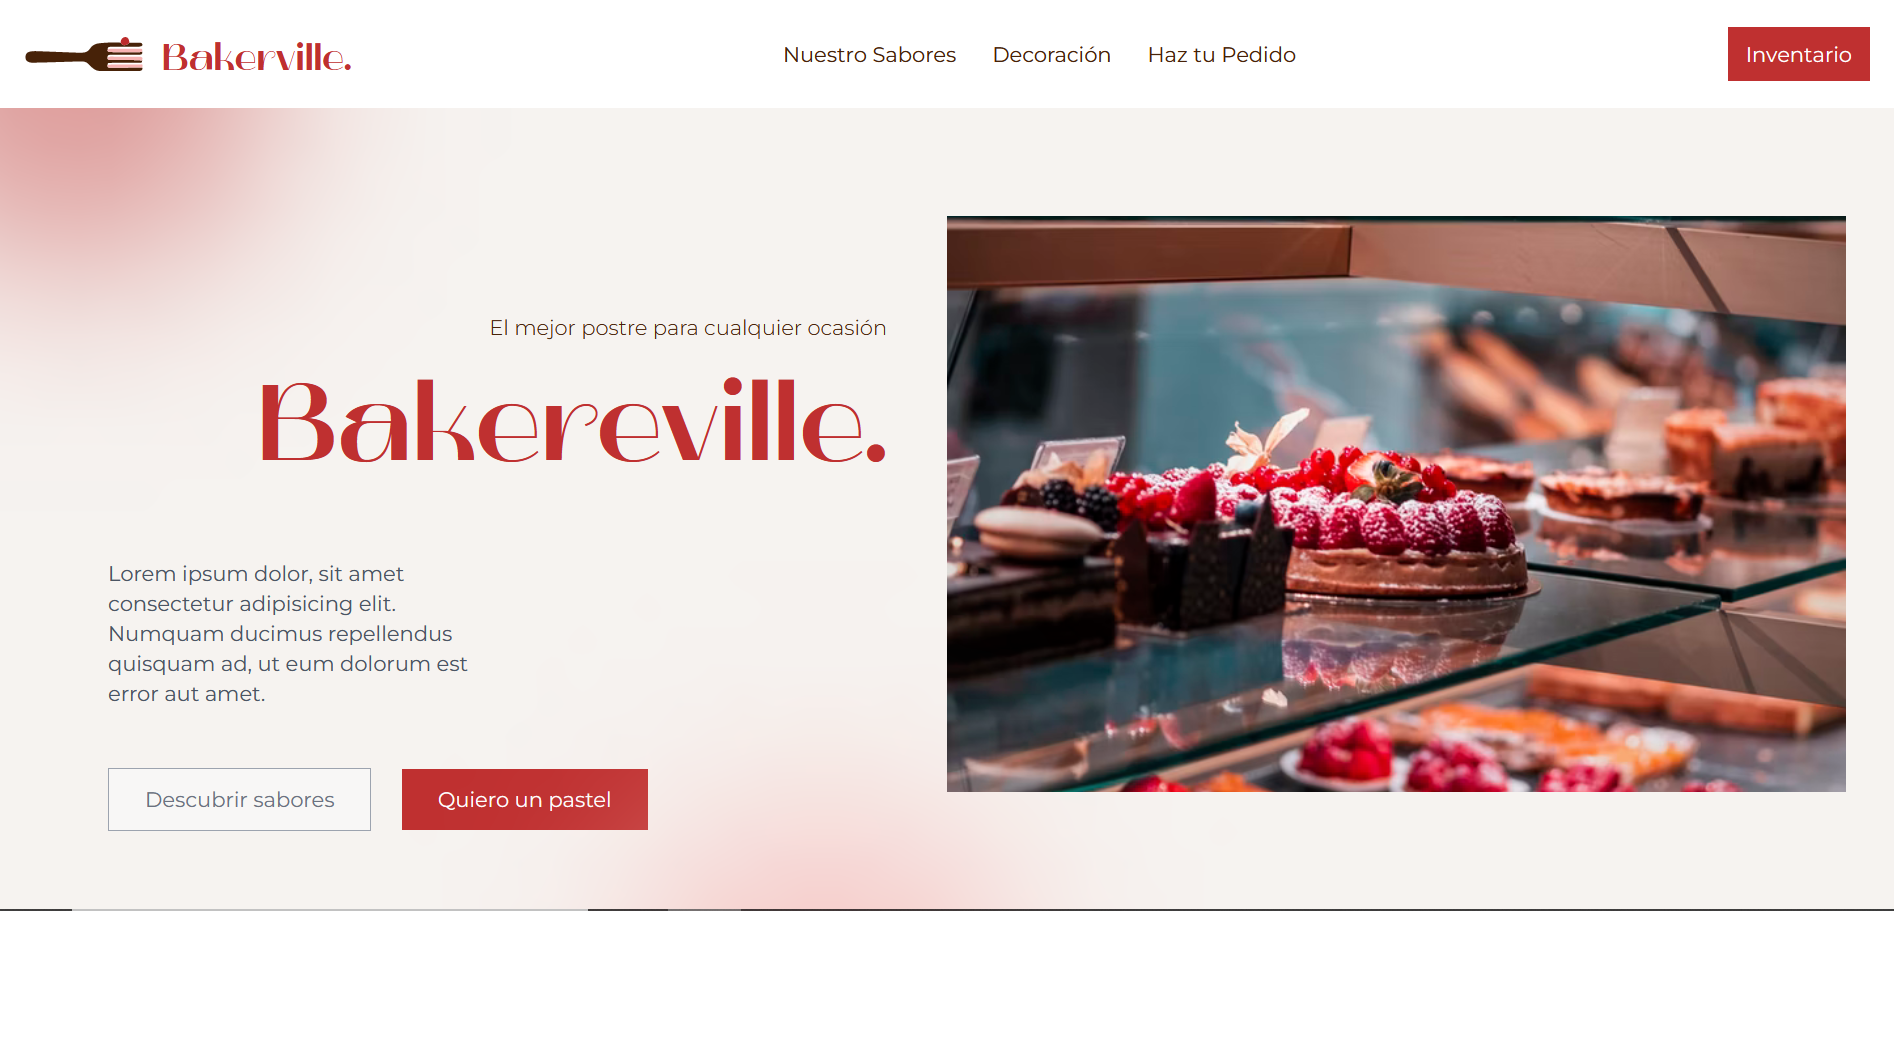 Bakerville.
Nuestro Sabores
Decoración
Haz tu Pedido
Inventario
El mejor postre para cualquier ocasión
Bakereville.
Lorem ipsum dolor, sit amet
consectetur adipisicing elit.
Numquam ducimus repellendus
quisquam ad, ut eum dolorum est
error aut amet.
Descubrir sabores
Quiero un pastel